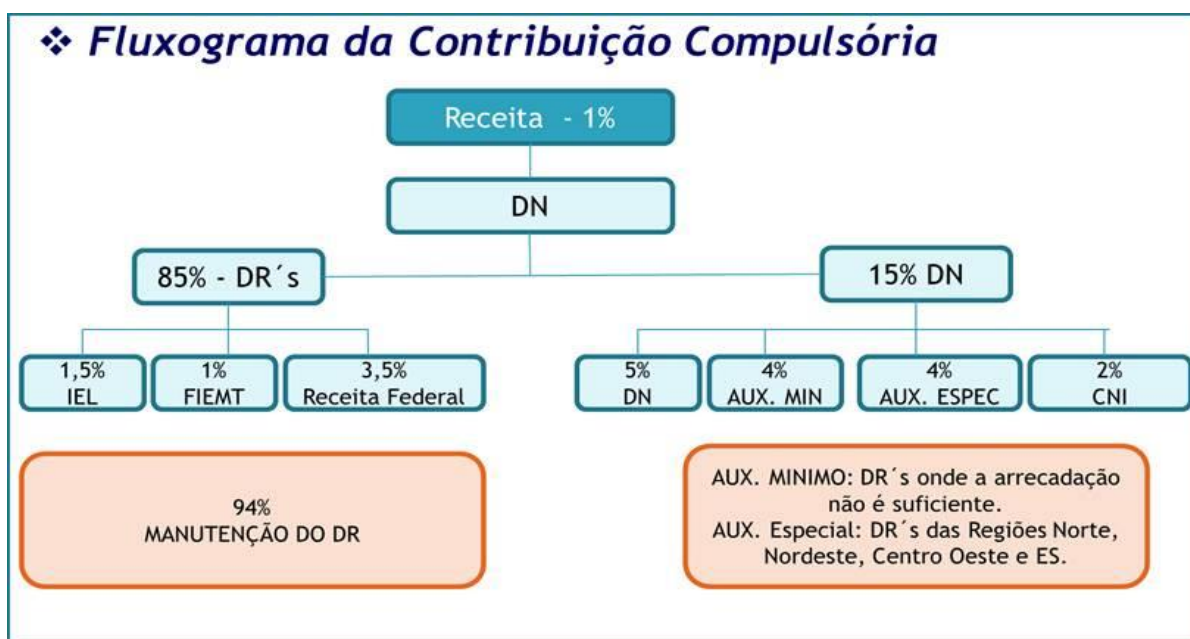 ❖ Fluxograma da Contribuição Compulsória
Receita - 1%
DN
85% - DR´s
15% DN
1,5%
IEL
1%
FIEMT
3,5%
Receita Federal
5%
DN
4%
AUX. MIN
4%
AUX. ESPEC
2%
CNI
94%
MANUTENÇÃO DO DR
AUX. MINIMO: DR´s onde a arrecadação
não é suficiente.
AUX. Especial: DR´s das Regiões Norte,
Nordeste, Centro Oeste e ES.